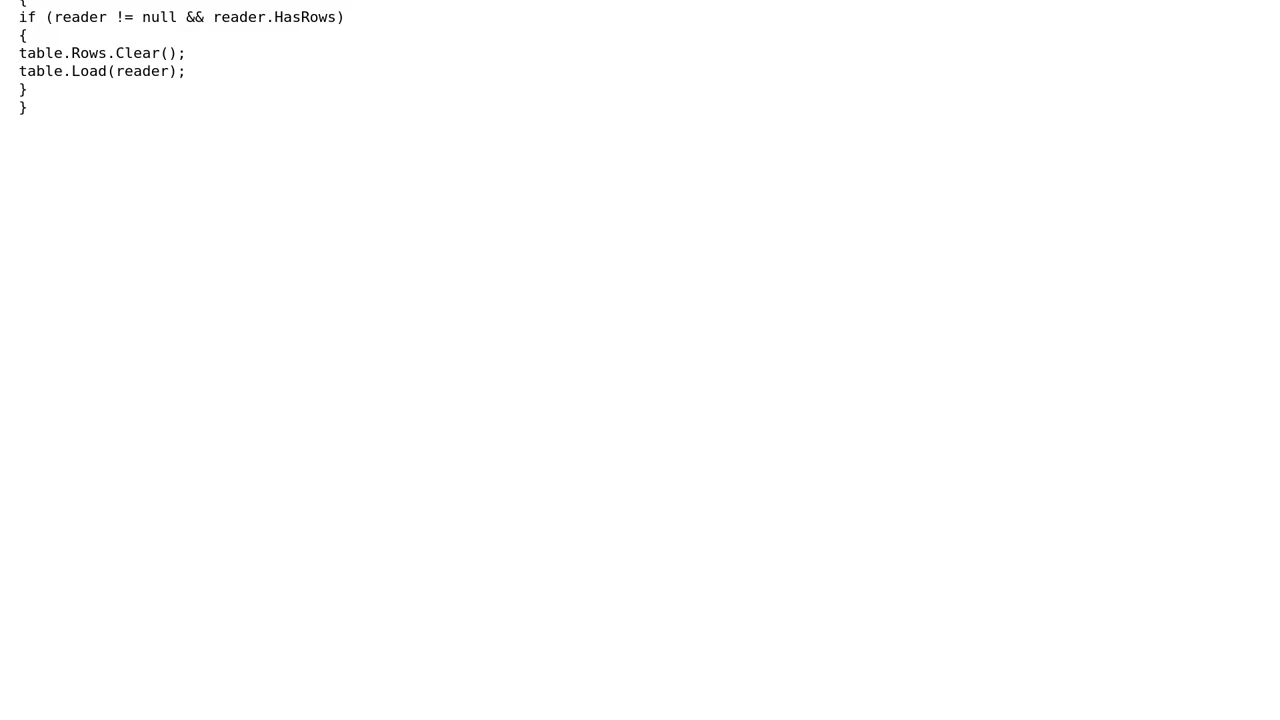 {
if (reader != null && reader.HasRows)
{
table.Rows.Clear();
table.Load(reader);
}
}